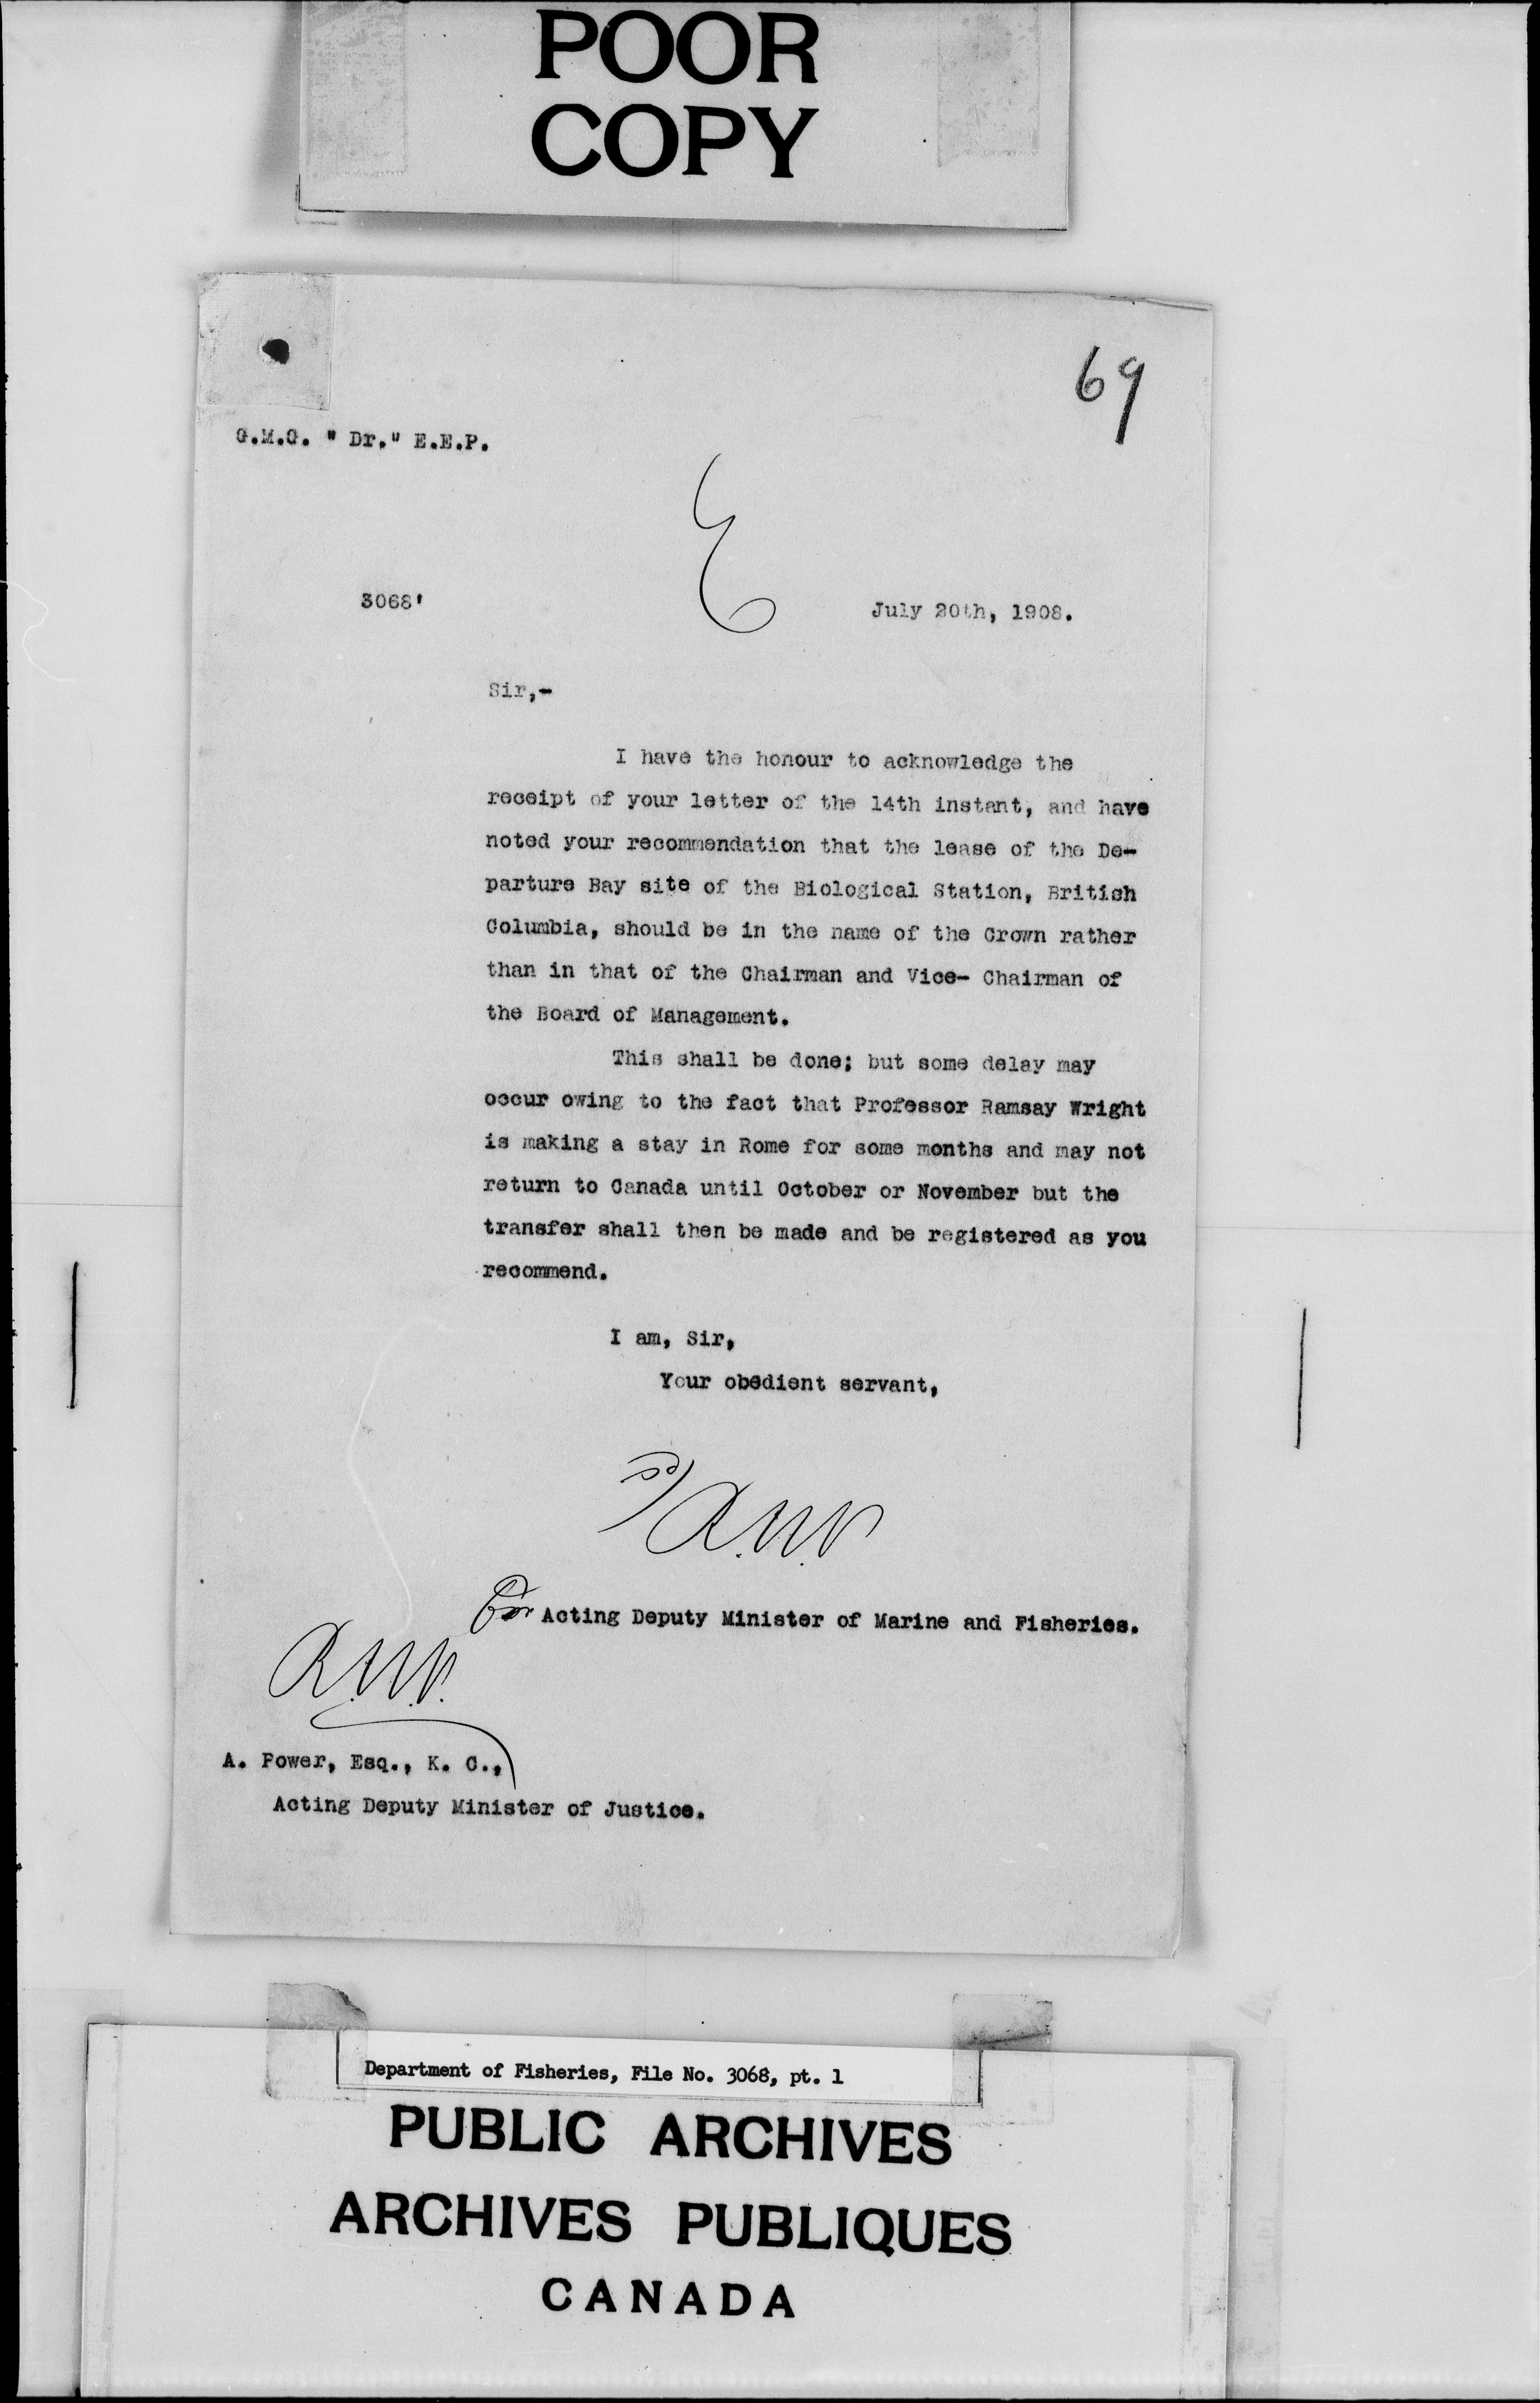 POOR
COPY
69
G.M.G. " Dr." E.E.P.
3068'
July 20th, 1908.
Sir,-
I have the honour to acknowledge the
receipt of your letter of the 14th instant, and have
noted your recommendation that the lease of the De-
parture Bay site of the Biological Station, British
Columbia, should be in the name of the Crown rather
than in that of the Chairman and Vice- Chairman of
the Board of Management.
This shall be done; but some delay may
occur owing to the fact that Professor Ramsay Wright
is making a stay in Rome for some months and may not
return to Canada until October or November but the
transfer shall then be made and be registered as you
recommend.
I am, Sir,
Your obedient servant,
For Acting Deputy Minister of Marine and Fisheries.
A. Power, Esq., K. C.,
Acting Deputy Minister of Justice.
Department of Fisheries, File No. 3068, pt. 1
PUBLIC ARCHIVES
ARCHIVES PUBLIQUES
CANADA